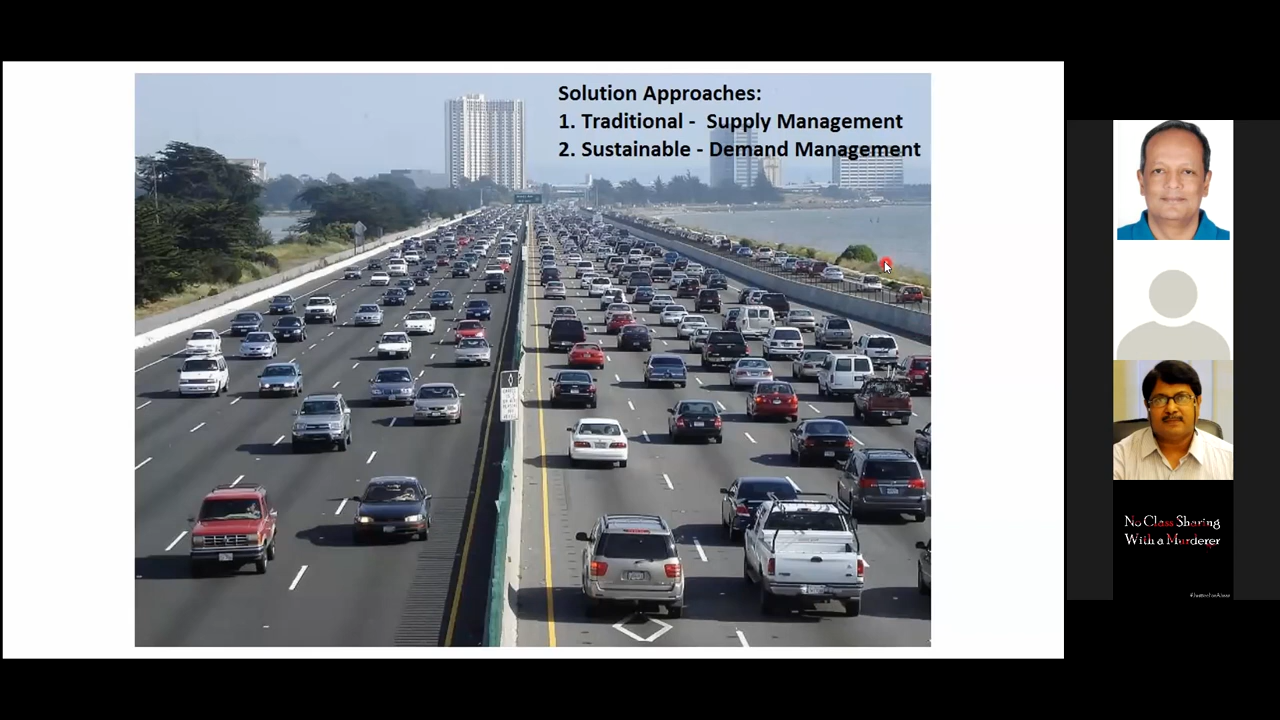 Solution Approaches:
1. Traditional - Supply Management
2. Sustainable - Demand Management
No Class Sharing
With a Murderer